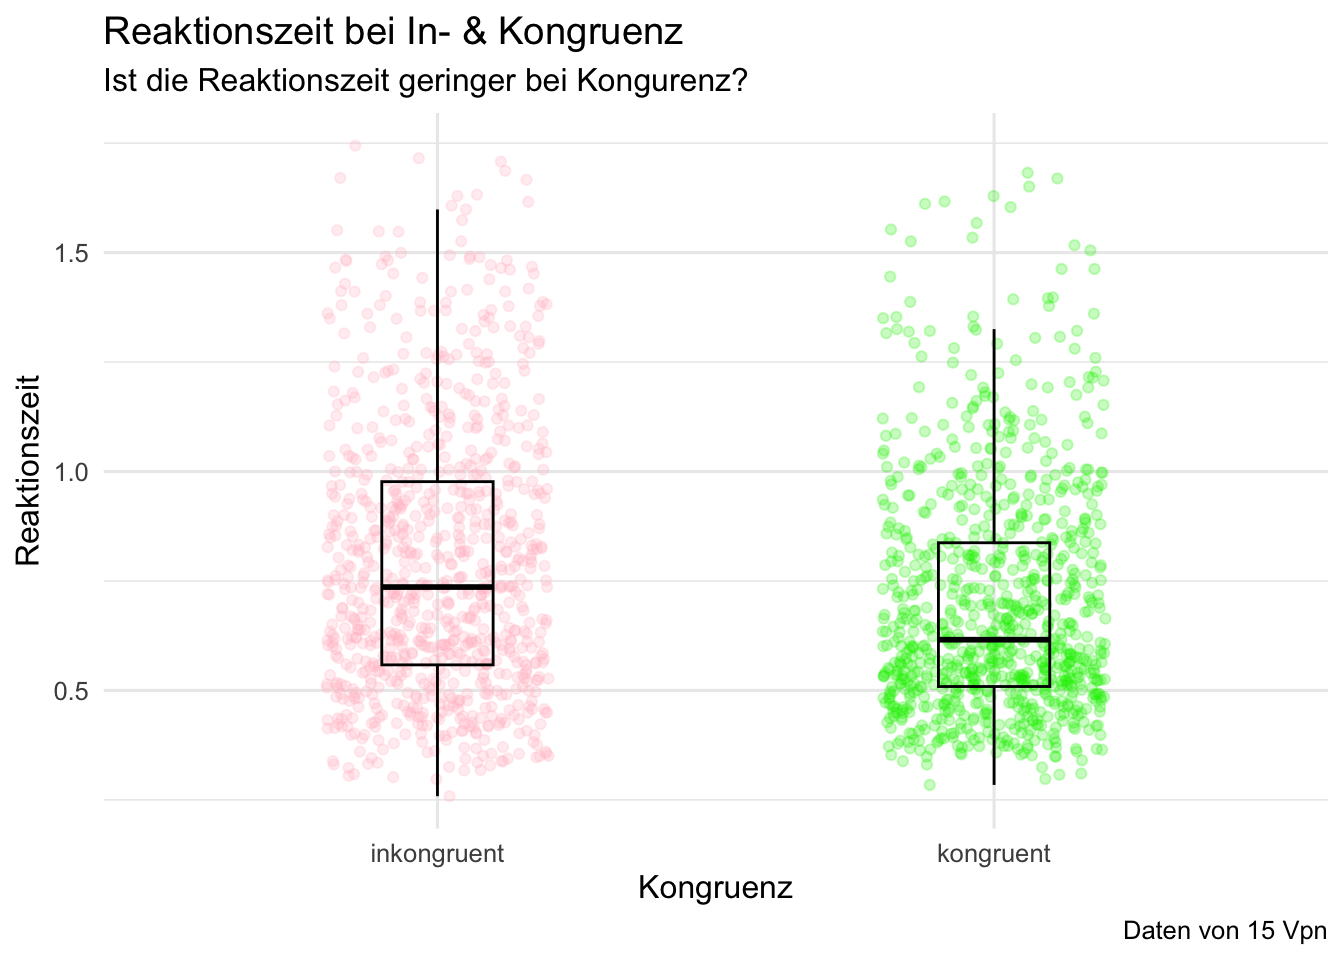 Reaktionszeit bei In- & Kongruenz
Ist die Reaktionszeit geringer bei Kongurenz?
Reaktionszeit
1.5
1.0
0.5
inkongruent
kongruent
Kongruenz
Daten von 15 Vpn